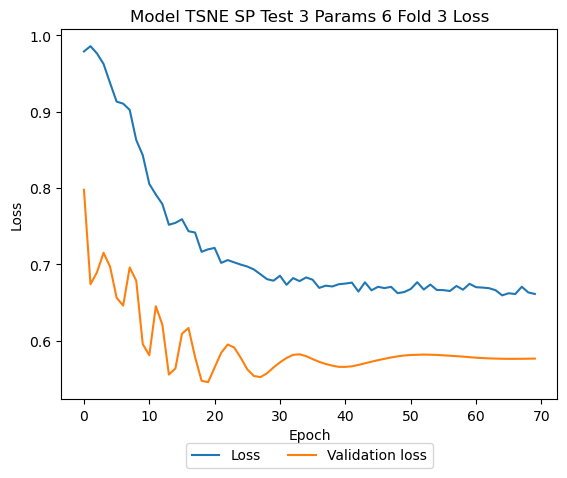 Model TSNE SP Test 3 Params 6 Fold 3 Loss
1.0
0.9
0.8
0.7
0.6
Loss
0 10 20 30 40 50 60 70
Epoch
Loss Validation loss